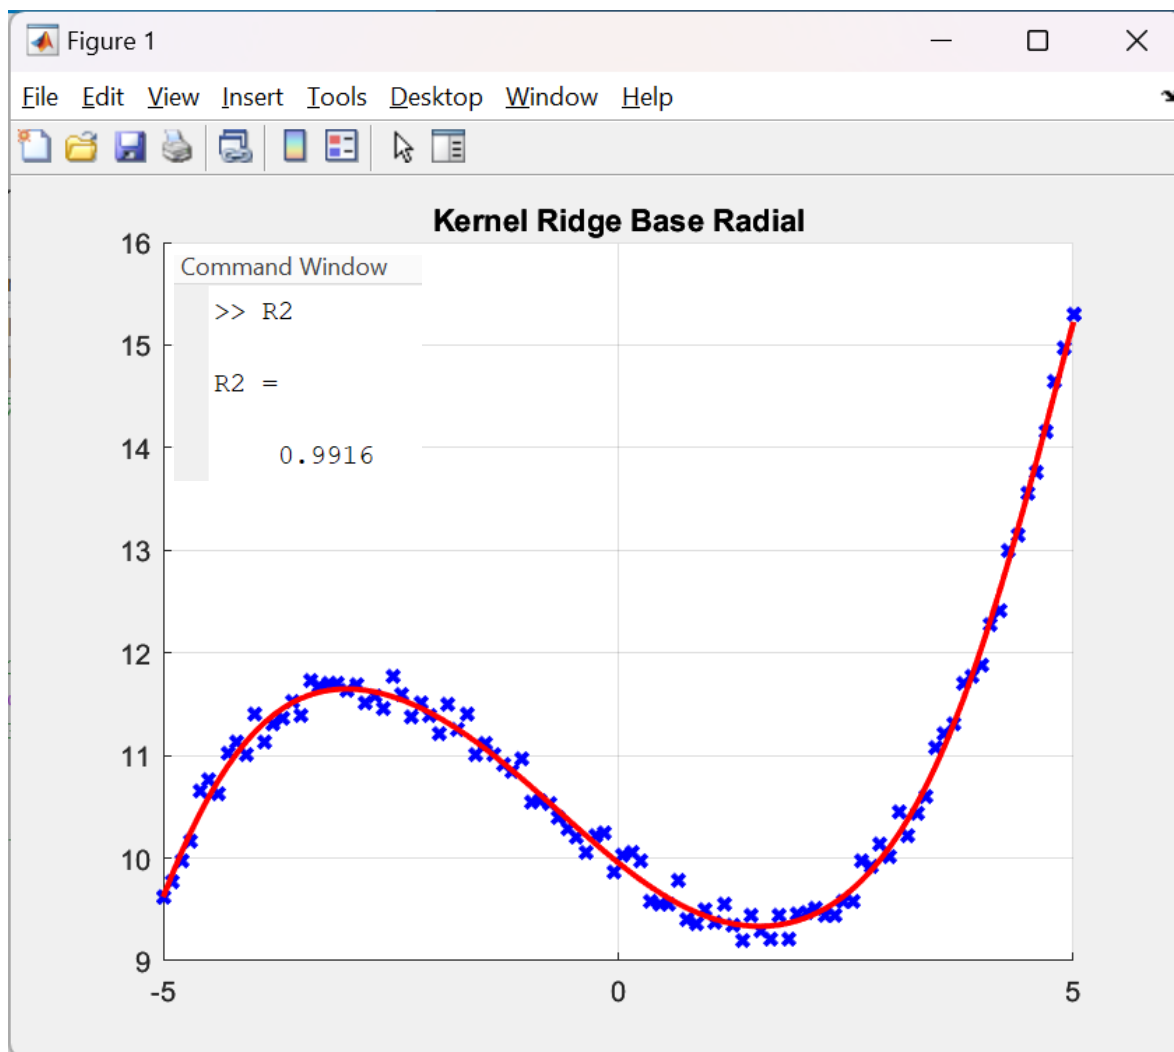 Figure 1
File Edit View Insert Tools Desktop Window Help
Kernel Ridge Base Radial
16
Command Window
>> R2
15
R2 =
14
0.9916
13
12
11
10
9
-5 0 5